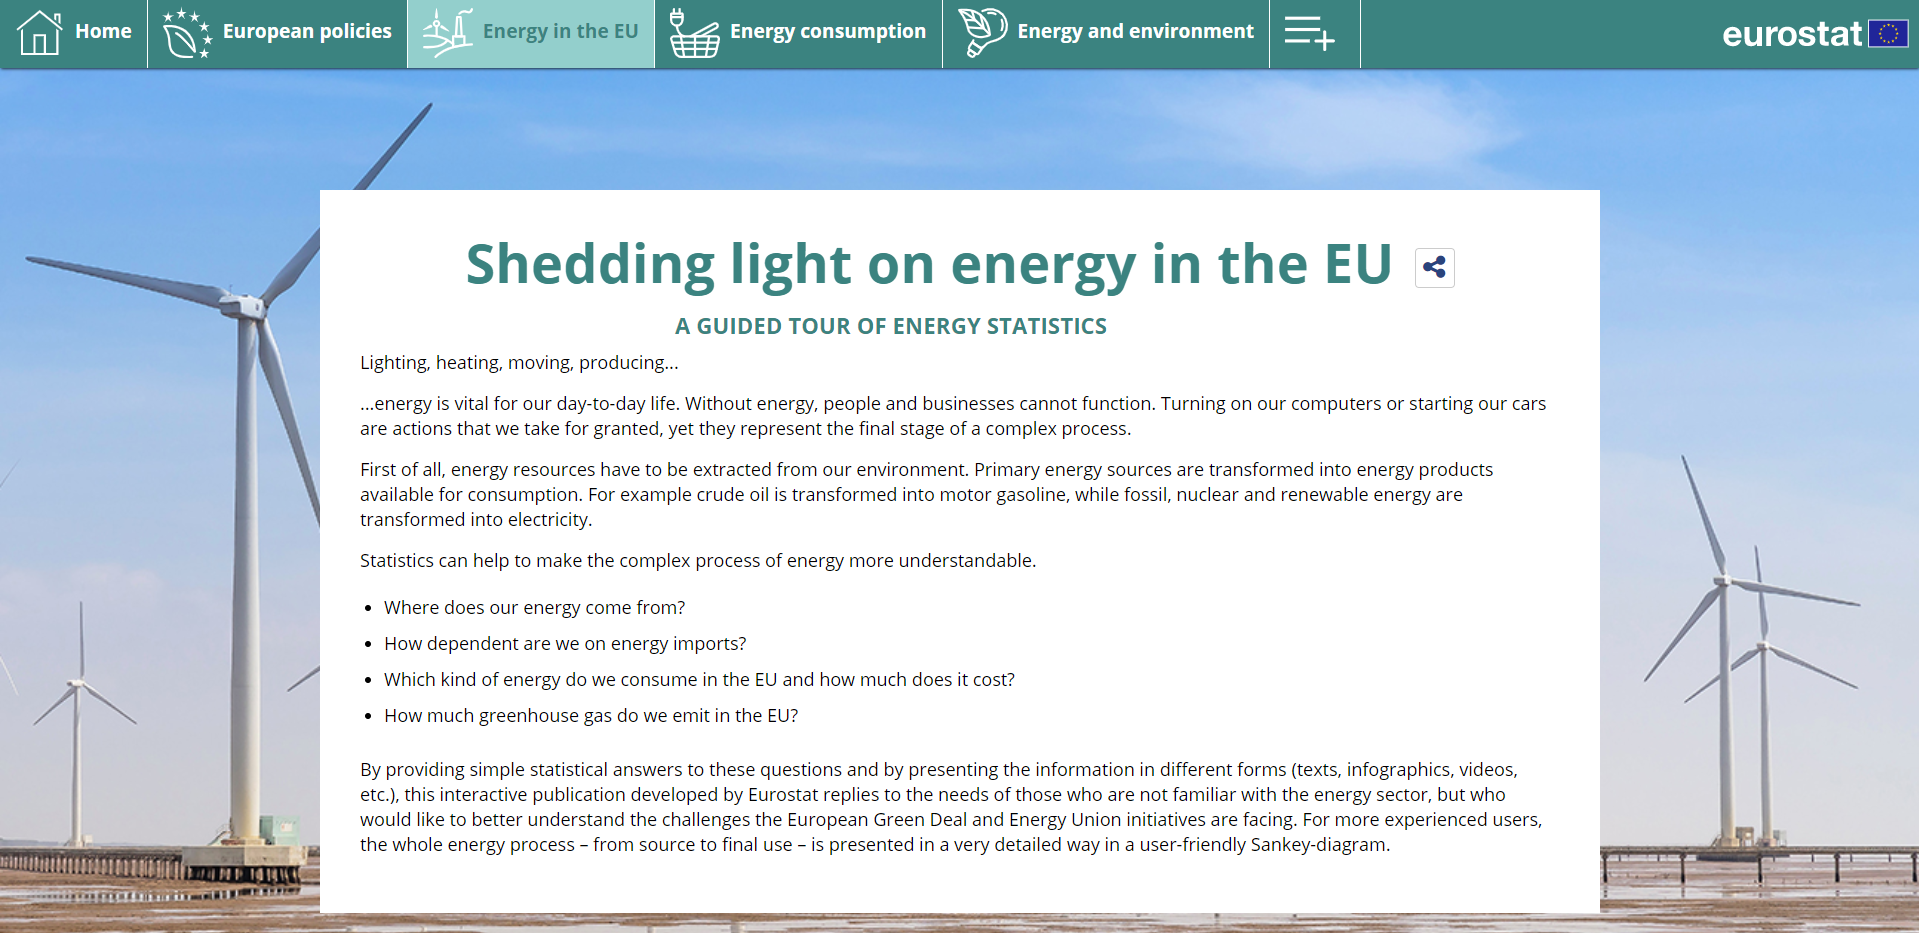 Home
European policies
Energy in the EU
Energy consumption
Energy and environment
eurostat
Shedding light on energy in the EU
A GUIDED TOUR OF ENERGY STATISTICS
Lighting, heating, moving, producing...
...energy is vital for our day-to-day life. Without energy, people and businesses cannot function. Turning on our computers or starting our cars
are actions that we take for granted, yet they represent the final stage of a complex process.
First of all, energy resources have to be extracted from our environment. Primary energy sources are transformed into energy products
available for consumption. For example crude oil is transformed into motor gasoline, while fossil, nuclear and renewable energy are
transformed into electricity.
Statistics can help to make the complex process of energy more understandable.
• Where does our energy come from?
• How dependent are we on energy imports?
• Which kind of energy do we consume in the EU and how much does it cost?
• How much greenhouse gas do we emit in the EU?
By providing simple statistical answers to these questions and by presenting the information in different forms (texts, infographics, videos,
etc.), this interactive publication developed by Eurostat replies to the needs of those who are not familiar with the energy sector, but who
would like to better understand the challenges the European Green Deal and Energy Union initiatives are facing. For more experienced users,
the whole energy process – from source to final use – is presented in a very detailed way in a user-friendly Sankey-diagram.